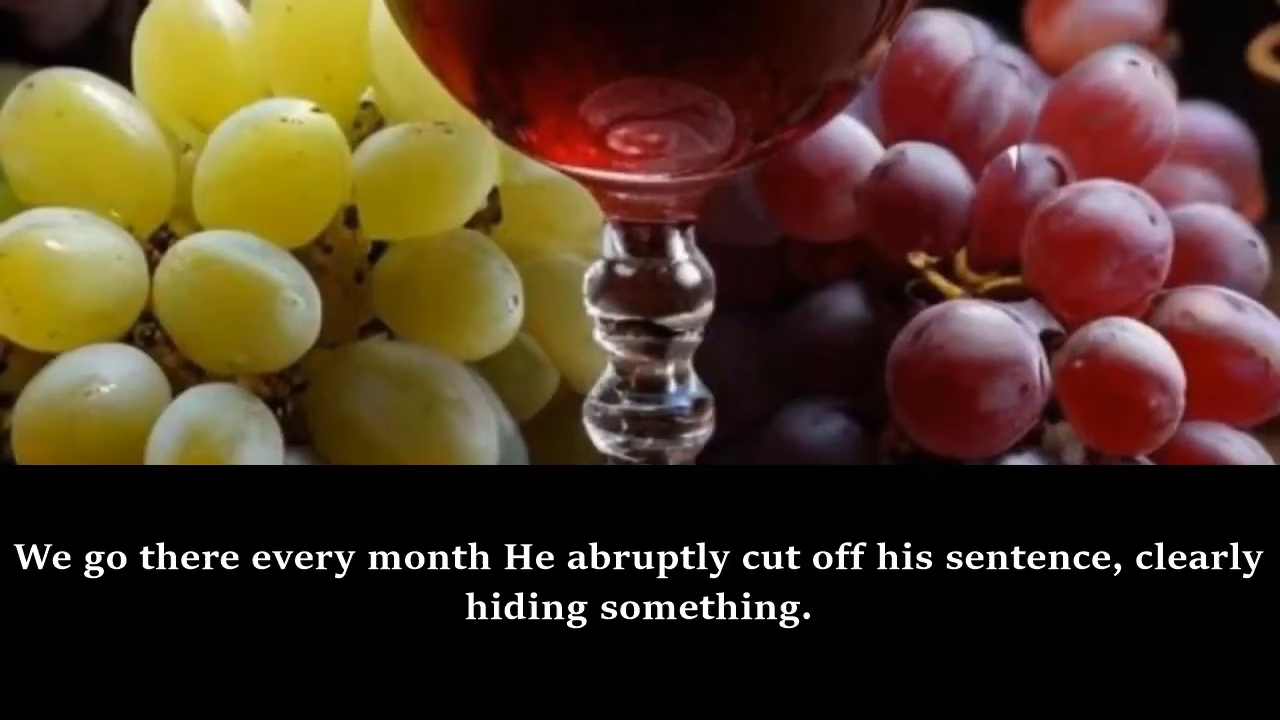 We go there every month He abruptly cut off his sentence, clearly
hiding something.